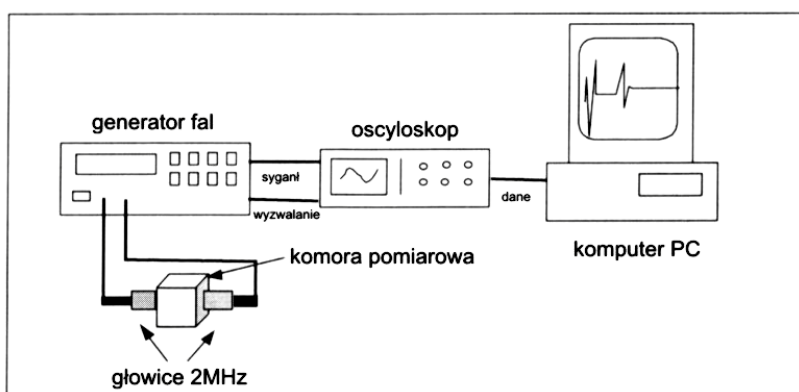 generator fal
oscyloskop
syganł
wyzwalanie
dane
komputer PC
komora pomiarowa
głowice 2MHz